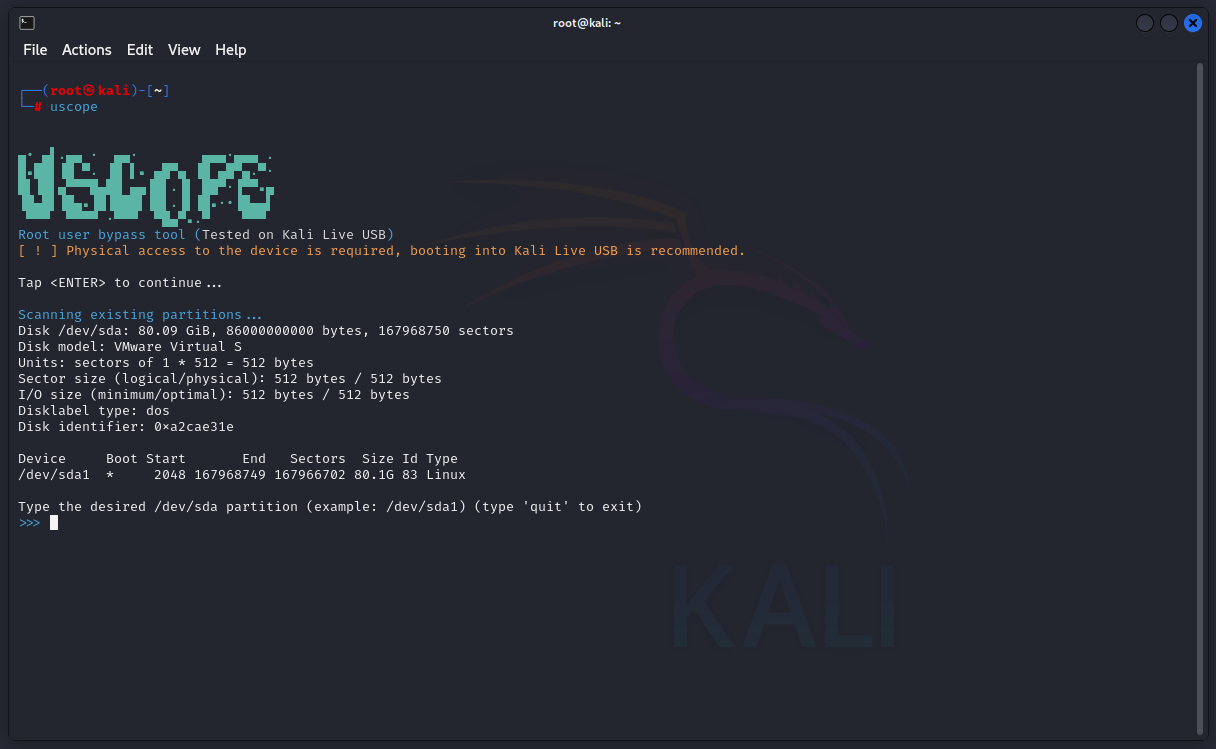 root@kali: ~
File Actions Edit View Help
┌──(root㉿kali)-[~]
└─# uscope
uscope
Root user bypass tool (Tested on Kali Live USB)
[ ! ] Physical access to the device is required, booting into Kali Live USB is recommended.
Tap <ENTER> to continue...
Scanning existing partitions...
Disk /dev/sda: 80.09 GiB, 86000000000 bytes, 167968750 sectors
Disk model: VMware Virtual S
Units: sectors of 1 * 512 = 512 bytes
Sector size (logical/physical): 512 bytes / 512 bytes
I/O size (minimum/optimal): 512 bytes / 512 bytes
Disklabel type: dos
Disk identifier: 0xa2cae31e
Device     Boot Start       End   Sectors  Size Id Type
/dev/sda1  *     2048 167968749 167966702 80.1G 83 Linux
Type the desired /dev/sda partition (example: /dev/sda1) (type 'quit' to exit)
>>>
KALI